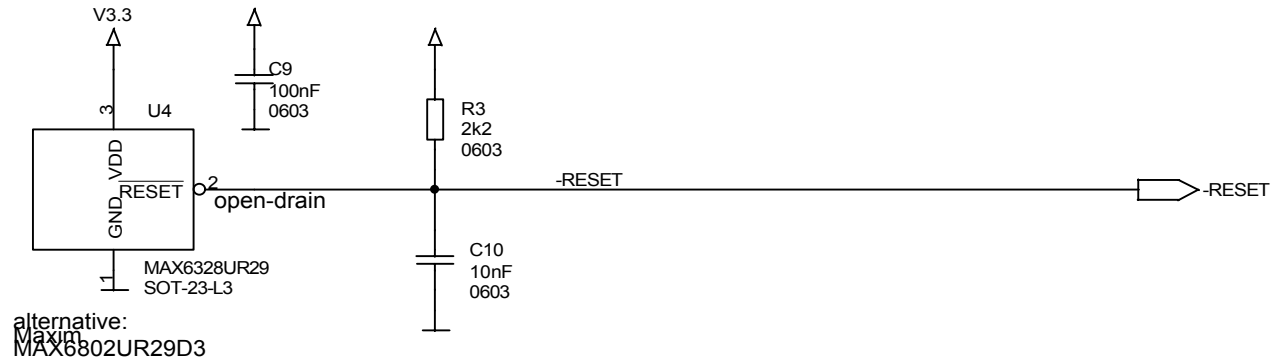 V3.3
C9
100nF
0603
3
U4
R3
2k2
0603
VDD
GND
RESET
2
open-drain
-RESET
-RESET
1
MAX6328UR29
SOT-23-L3
C10
10nF
0603
alternative:
Maxim
MAX6802UR29D3